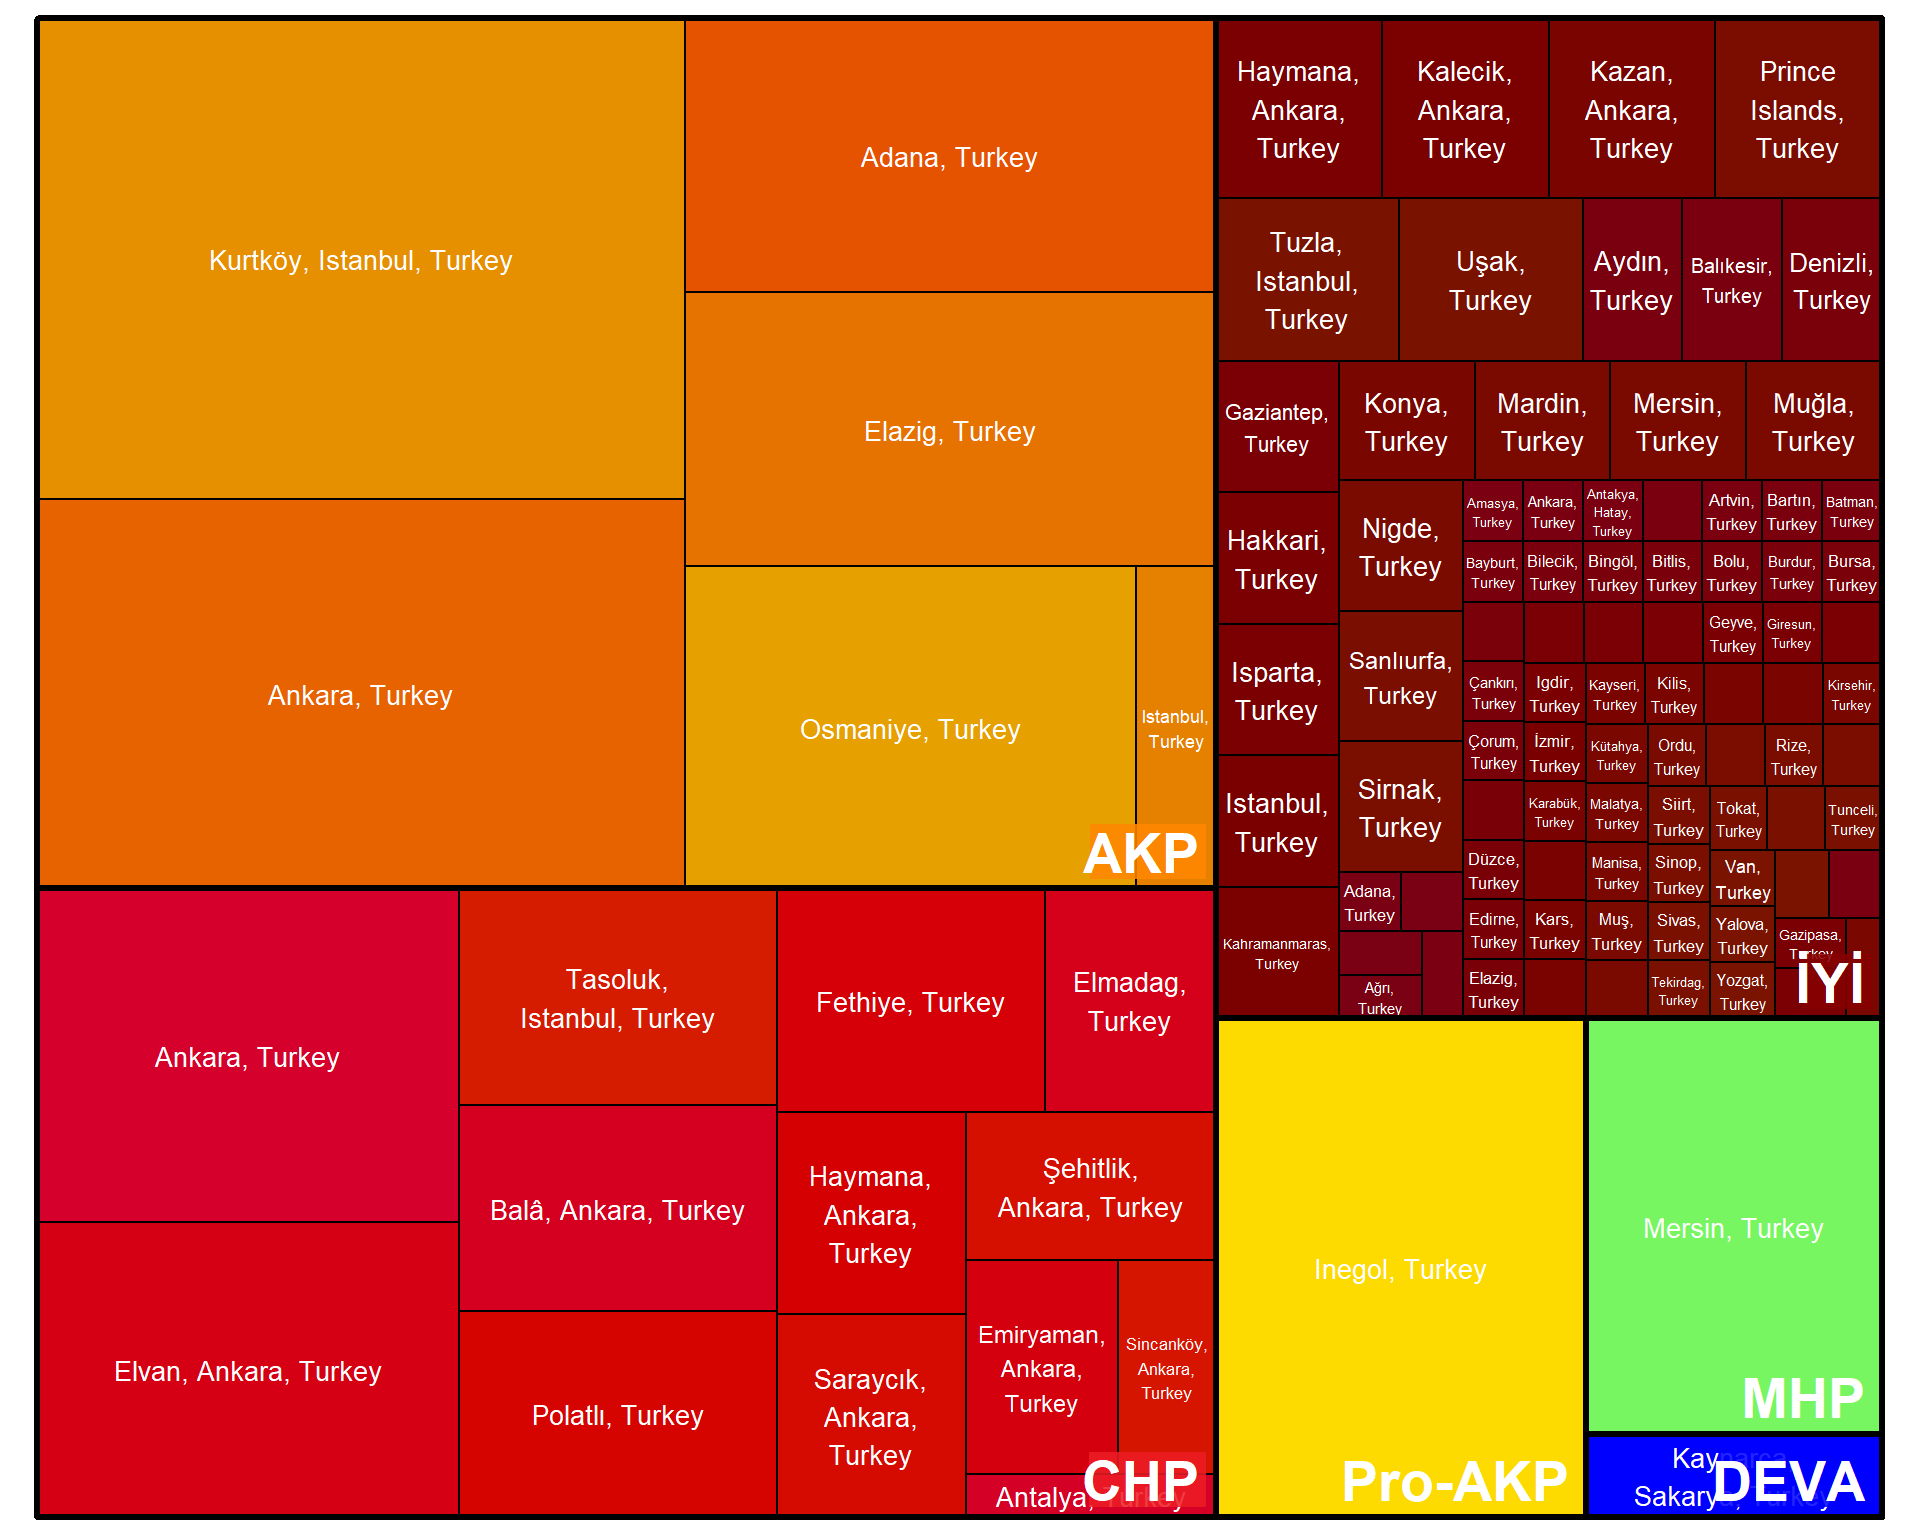 Kurtköy, Istanbul, Turkey
Ankara, Turkey
Adana, Turkey
Elazig, Turkey
Osmaniye, Turkey
Istanbul,
Turkey
AKP
Ankara, Turkey
Elvan, Ankara, Turkey
Tasoluk,
Istanbul, Turkey
Balâ, Ankara, Turkey
Polatlı, Turkey
Fethiye, Turkey
Elmadag,
Turkey
Haymana,
Ankara,
Turkey
Saraycık,
Ankara,
Turkey
Şehitlik,
Ankara, Turkey
Emiryaman,
Ankara,
Turkey
Sincanköy,
Ankara,
Turkey
Antalya, Turkey
CHP
Haymana,
Ankara,
Turkey
Kalecik,
Ankara,
Turkey
Kazan,
Ankara,
Turkey
Prince
Islands,
Turkey
Tuzla,
Istanbul,
Turkey
Uşak,
Turkey
Aydın,
Turkey
Balıkesir,
Turkey
Denizli,
Turkey
Gaziantep,
Turkey
Hakkari,
Turkey
Isparta,
Turkey
Istanbul,
Turkey
Kahramanmaras,
Turkey
Konya,
Turkey
Mardin,
Turkey
Mersin,
Turkey
Muğla,
Turkey
Nigde,
Turkey
Sanlıurfa,
Turkey
Sirnak,
Turkey
Adana,
Turkey
Ağrı,
Turkey
Amasya,
Turkey
Ankara,
Turkey
Antakya,
Hatay,
Turkey
Artvin,
Turkey
Bartın,
Turkey
Batman,
Turkey
Bayburt,
Turkey
Bilecik,
Turkey
Bingöl,
Turkey
Bitlis,
Turkey
Bolu,
Turkey
Burdur,
Turkey
Bursa,
Turkey
Geyve,
Turkey
Giresun,
Turkey
Çankırı,
Turkey
Igdir,
Turkey
Kayseri,
Turkey
Kilis,
Turkey
Kirsehir,
Turkey
Çorum,
Turkey
İzmir,
Turkey
Kütahya,
Turkey
Ordu,
Turkey
Rize,
Turkey
Karabük,
Turkey
Malatya,
Turkey
Siirt,
Turkey
Tokat,
Turkey
Tunceli,
Turkey
Düzce,
Turkey
Manisa,
Turkey
Sinop,
Turkey
Van,
Turkey
Edirne,
Turkey
Kars,
Turkey
Muş,
Turkey
Sivas,
Turkey
Yalova,
Turkey
Gazipasa,
Turkey
Elazig,
Turkey
Tekirdag,
Turkey
Yozgat,
Turkey
İYİ
Inegol, Turkey
Pro-AKP
Mersin, Turkey
MHP
Kaynarca,
Sakarya, Turkey
DEVA